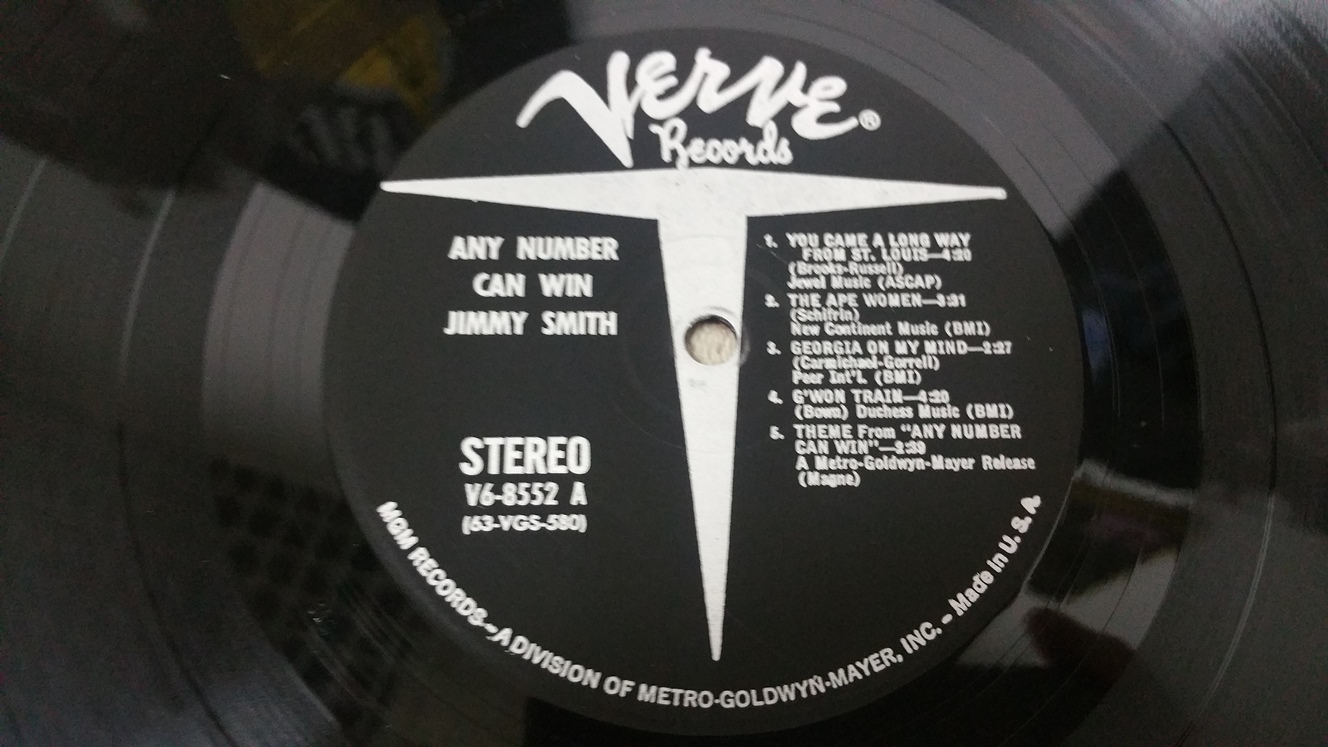 Verve®
Records
ANY NUMBER
CAN WIN
JIMMY SMITH
STEREO
V6-8552 A
(63-VGS-580)
1. YOU CAME A LONG WAY
FROM ST. LOUIS—4:20
(Brooks-Russell)
Jewel Music (ASCAP)
2. THE APE WOMEN—3:31
(Schifrin)
New Continent Music (BMI)
3. GEORGIA ON MY MIND—2:27
(Carmichael-Gorrell)
Peer Int'L (BMI)
4. G'WON TRAIN—4:20
(Bown) Duchess Music (BMI)
5. THEME From "ANY NUMBER
CAN WIN"—2:39
A Metro-Goldwyn-Mayer Release
(Magne)
MGM RECORDS – A DIVISION OF METRO-GOLDWYN-MAYER, INC. – Made in U. S. A.